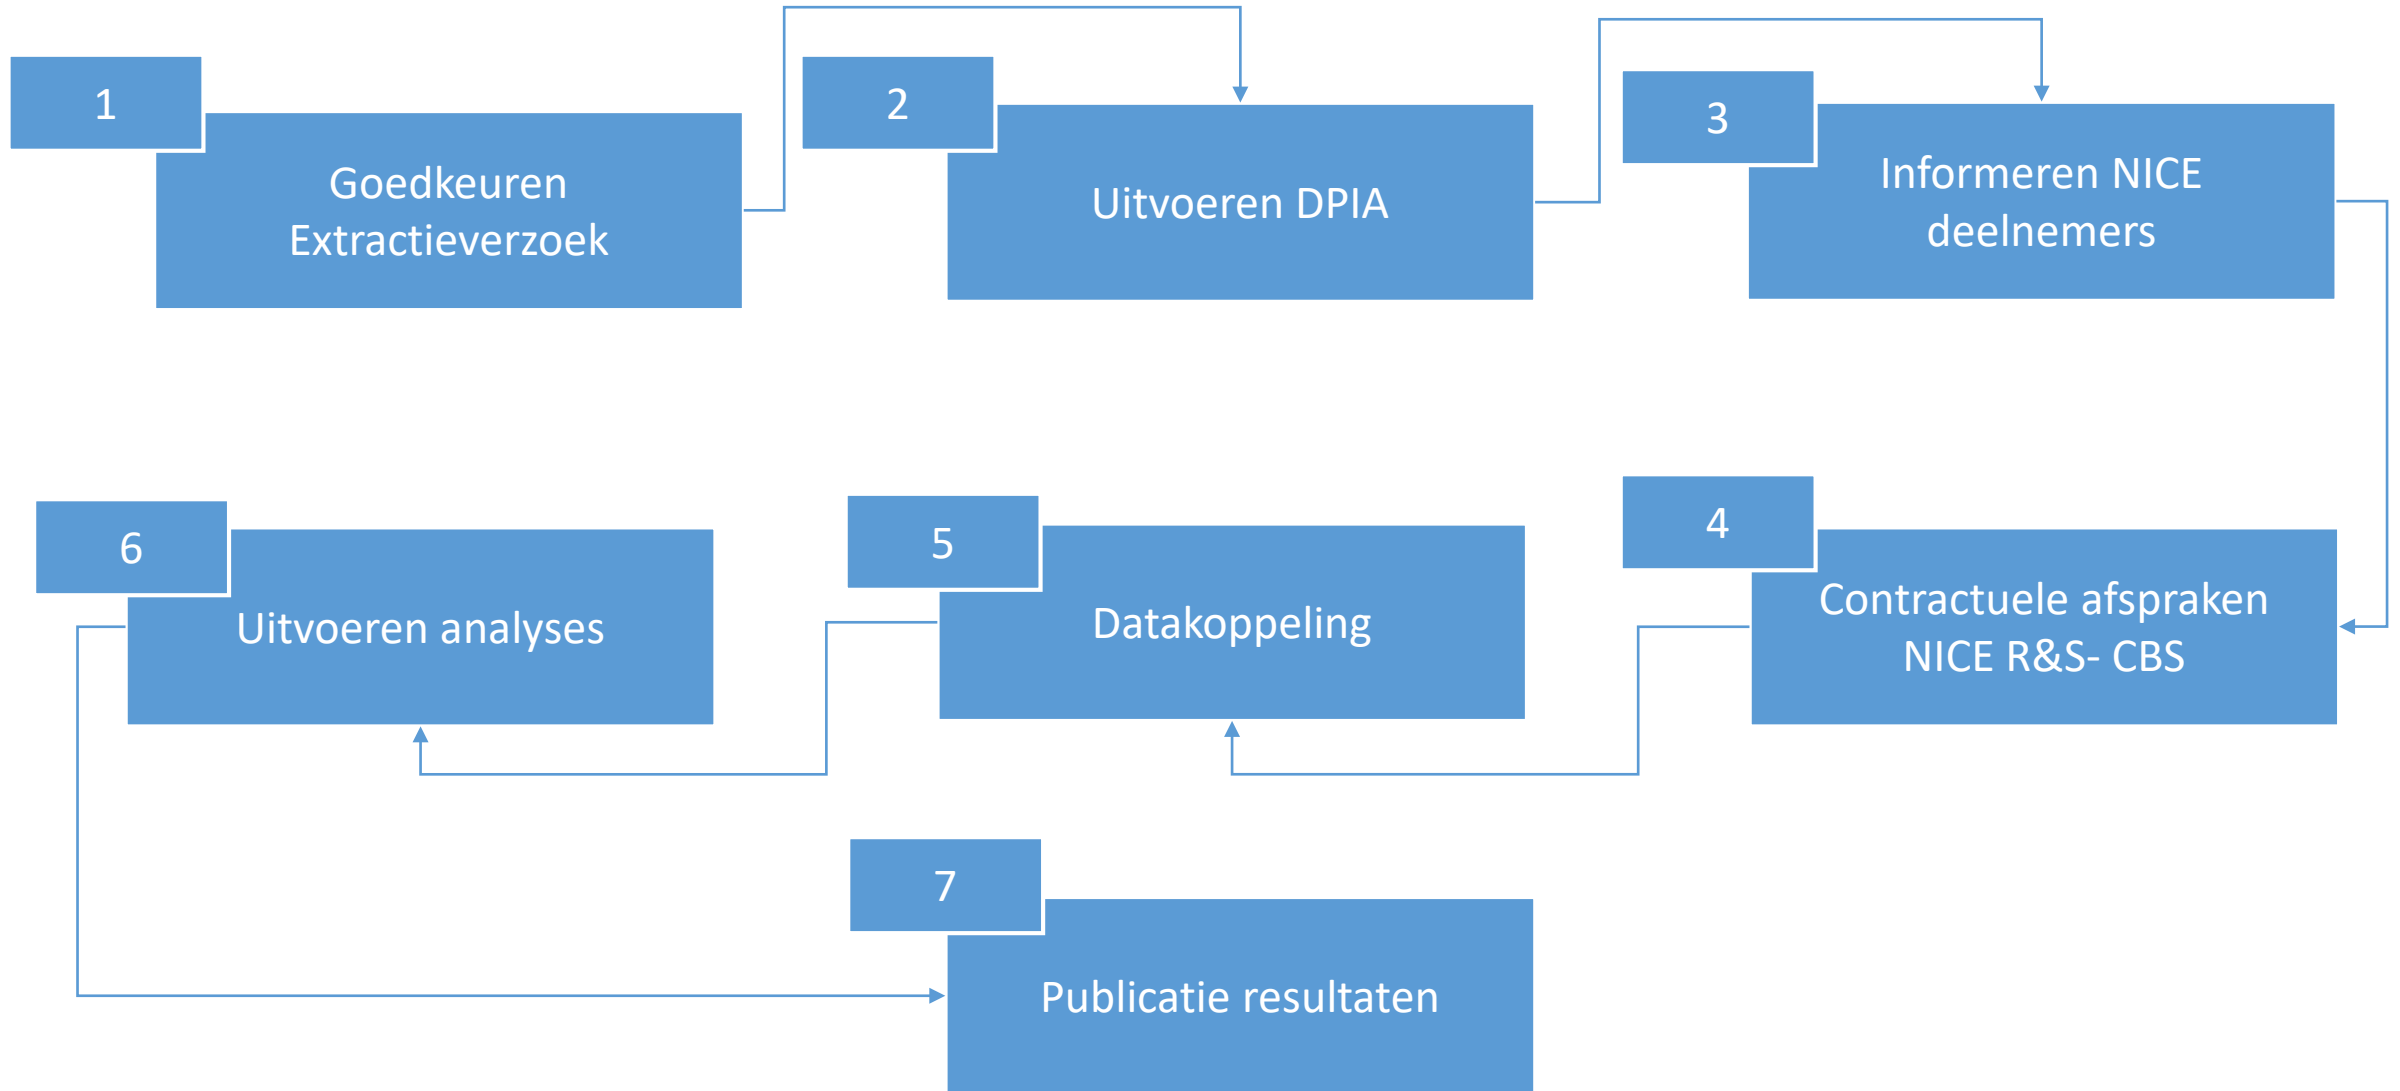 1
Goedkeuren
Extractieverzoek
2
Uitvoeren DPIA
3
Informeren NICE
deelnemers
4
Contractuele afspraken
NICE R&S- CBS
5
Datakoppeling
6
Uitvoeren analyses
7
Publicatie resultaten